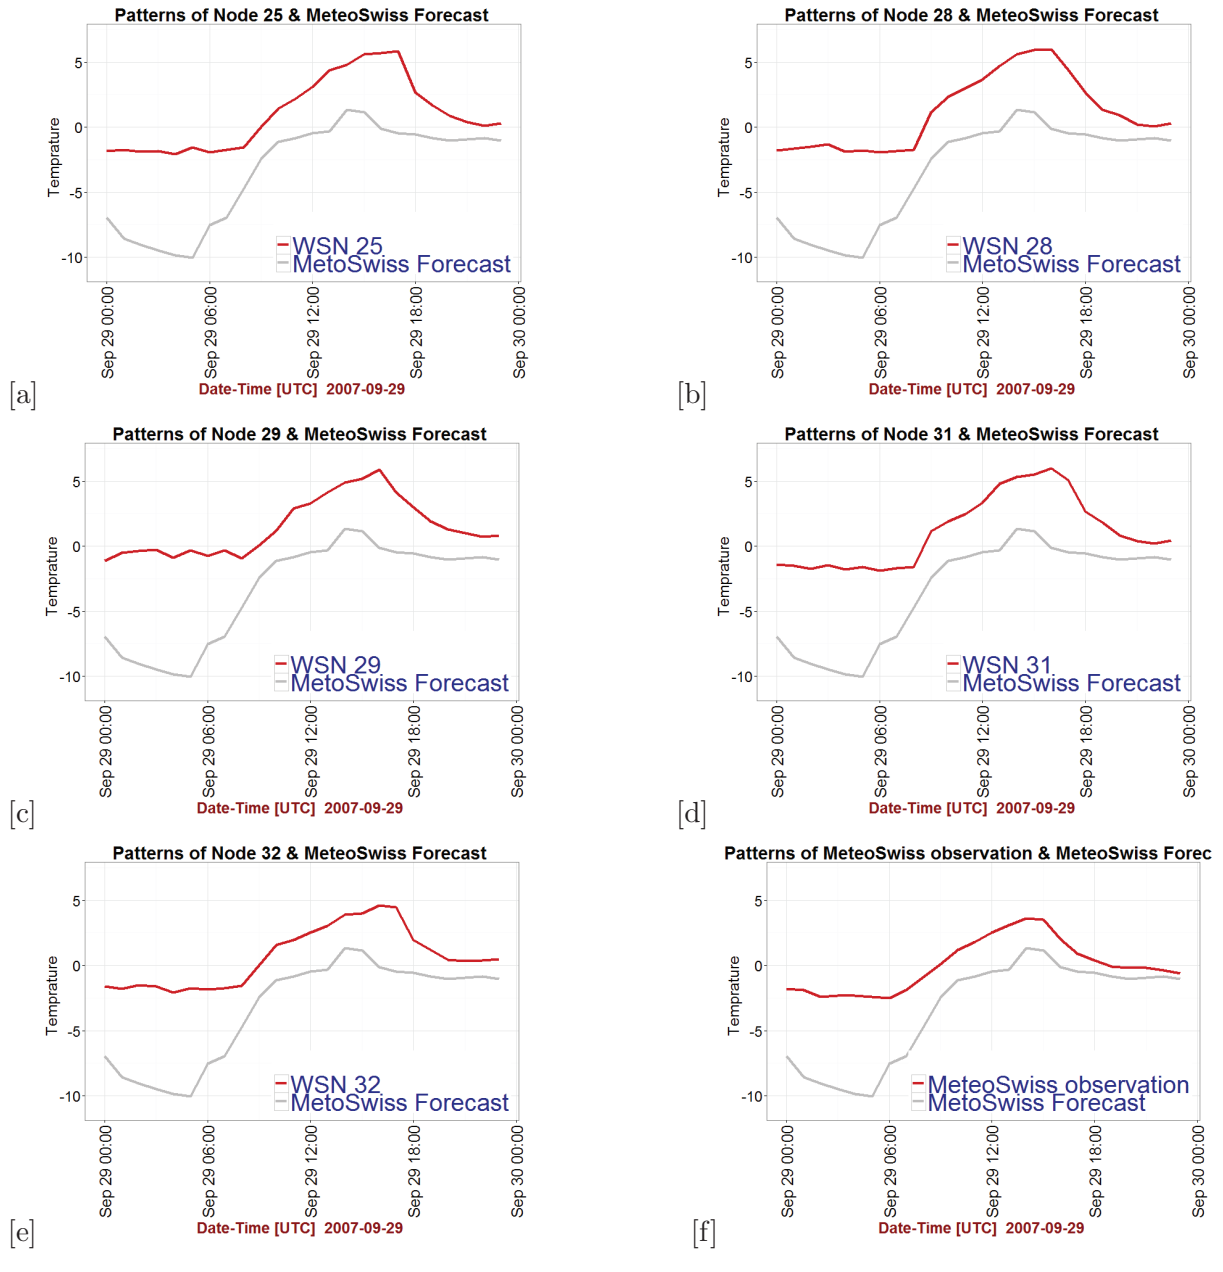 Patterns of Node 25 & MeteoSwiss Forecast
Temprature
5
0
-5
-10
WSN 25
MetoSwiss Forecast
Sep 29 00:00
Sep 29 06:00
Sep 29 12:00
Sep 29 18:00
Sep 30 00:00
Date-Time [UTC] 2007-09-29
[a]
Patterns of Node 28 & MeteoSwiss Forecast
Temprature
5
0
-5
-10
WSN 28
MetoSwiss Forecast
Sep 29 00:00
Sep 29 06:00
Sep 29 12:00
Sep 29 18:00
Sep 30 00:00
Date-Time [UTC] 2007-09-29
[b]
Patterns of Node 29 & MeteoSwiss Forecast
Temprature
5
0
-5
-10
WSN 29
MetoSwiss Forecast
Sep 29 00:00
Sep 29 06:00
Sep 29 12:00
Sep 29 18:00
Sep 30 00:00
Date-Time [UTC] 2007-09-29
[c]
Patterns of Node 31 & MeteoSwiss Forecast
Temprature
5
0
-5
-10
WSN 31
MetoSwiss Forecast
Sep 29 00:00
Sep 29 06:00
Sep 29 12:00
Sep 29 18:00
Sep 30 00:00
Date-Time [UTC] 2007-09-29
[d]
Patterns of Node 32 & MeteoSwiss Forecast
Temprature
5
0
-5
-10
WSN 32
MetoSwiss Forecast
Sep 29 00:00
Sep 29 06:00
Sep 29 12:00
Sep 29 18:00
Sep 30 00:00
Date-Time [UTC] 2007-09-29
[e]
Patterns of MeteoSwiss observation & MeteoSwiss Forec
Temprature
5
0
-5
-10
MeteoSwiss observation
MetoSwiss Forecast
Sep 29 00:00
Sep 29 06:00
Sep 29 12:00
Sep 29 18:00
Sep 30 00:00
Date-Time [UTC] 2007-09-29
[f]